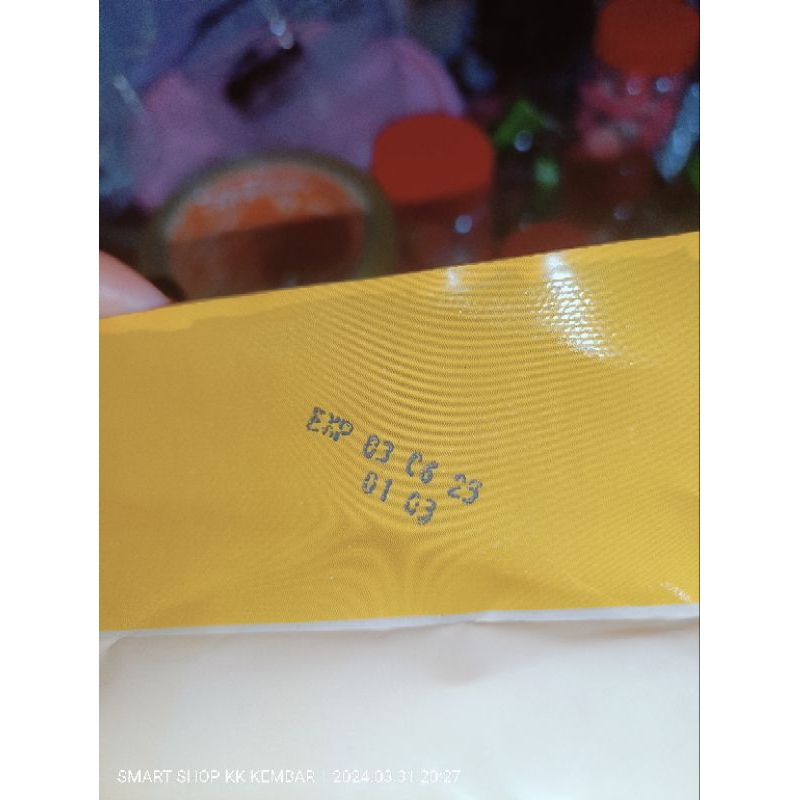 EXP 03 06 23
01 03
SMART SHOP KK KEMBAR | 2024.03.31 20:27